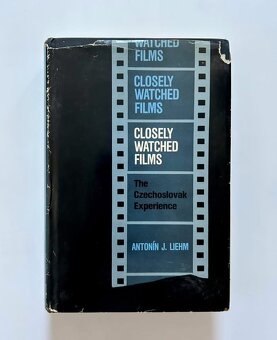 WATCHED
FILMS
CLOSELY
WATCHED
FILMS
CLOSELY
WATCHED
FILMS
The
Czechoslovak
Experience
ANTONÍN J. LIEHM